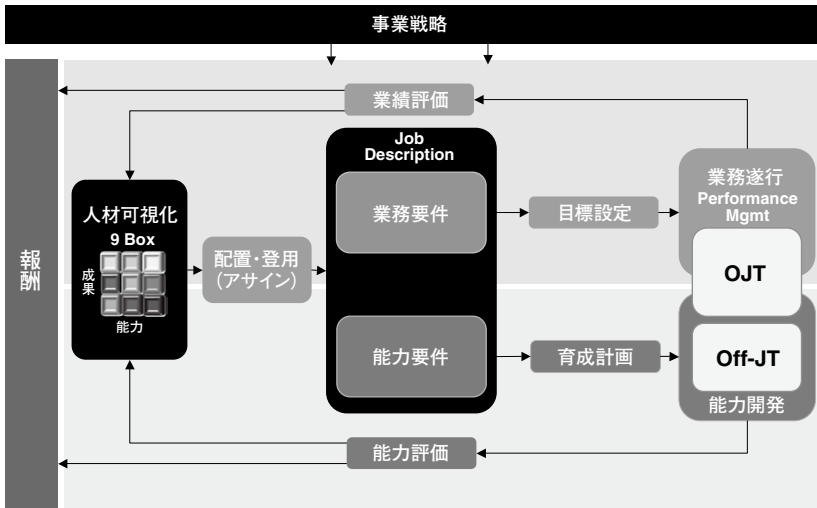 事業戦略
報酬
業績評価
人材可視化
9 Box
成果
能力
配置・登用
（アサイン）
Job
Description
業務要件
能力要件
目標設定
育成計画
業務遂行
Performance
Mgmt
OJT
Off-JT
能力開発
能力評価